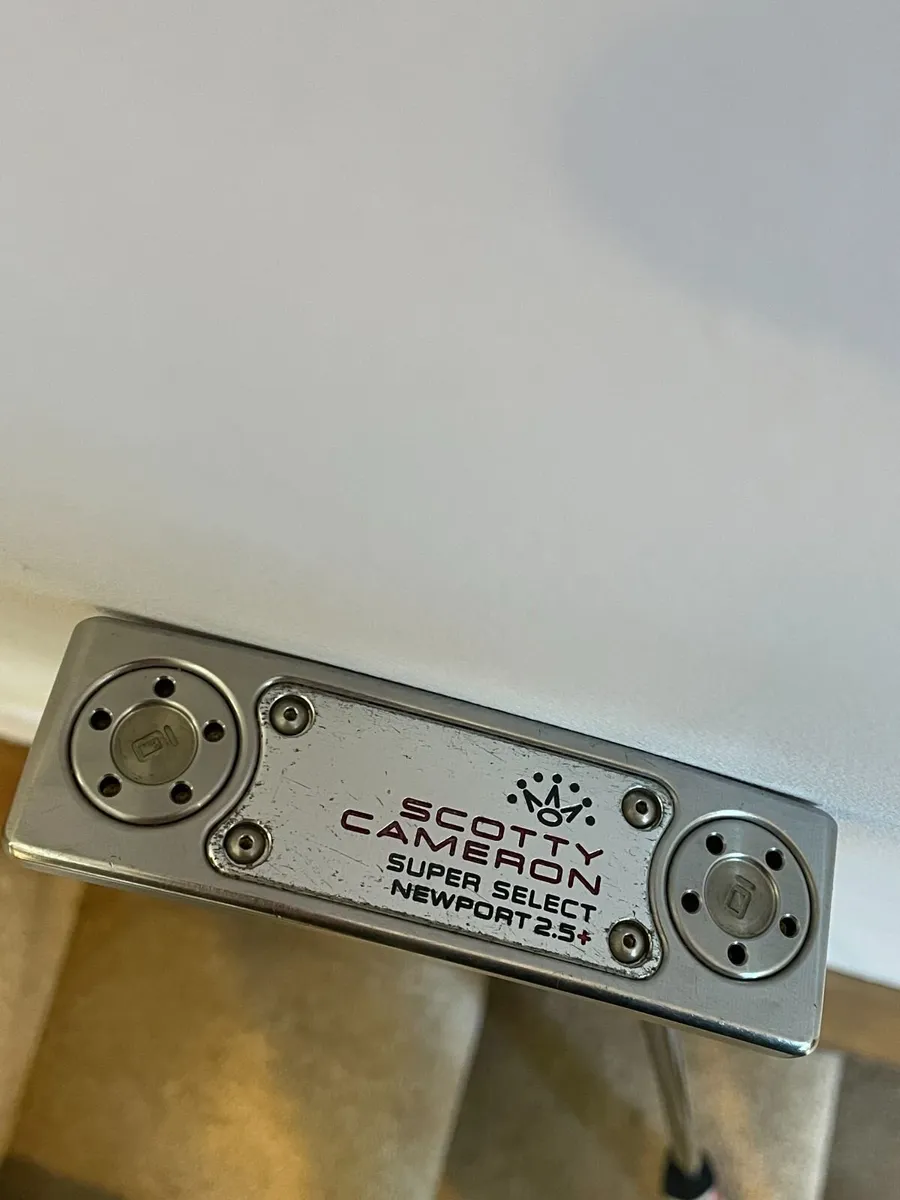 SCOTTY
CAMERON
SUPER SELECT
NEWPORT 2.5+